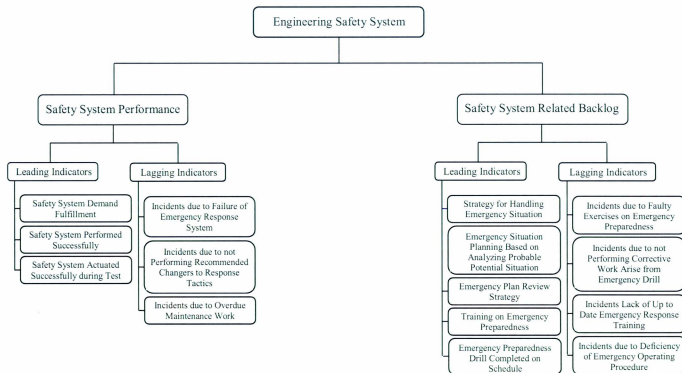 Engineering Safety System
Safety System Performance
Safety System Related Backlog
Leading Indicators
Lagging Indicators
Safety System Demand
Fulfillment
Safety System Performed
Successfully
Safety System Actuated
Successfully during Test
Incidents due to Failure of
Emergency Response
System
Incidents due to not
Performing Recommended
Changers to Response
Tactics
Incidents due to Overdue
Maintenance Work
Leading Indicators
Lagging Indicators
Strategy for Handling
Emergency Situation
Emergency Situation
Planning Based on
Analyzing Probable
Potential Situation
Emergency Plan Review
Strategy
Training on Emergency
Preparedness
Emergency Preparedness
Drill Completed on
Schedule
Incidents due to Faulty
Exercises on Emergency
Preparedness
Incidents due to not
Performing Corrective
Work Arise from
Emergency Drill
Incidents Lack of Up to
Date Emergency Response
Training
Incidents due to Deficiency
of Emergency Operating
Procedure